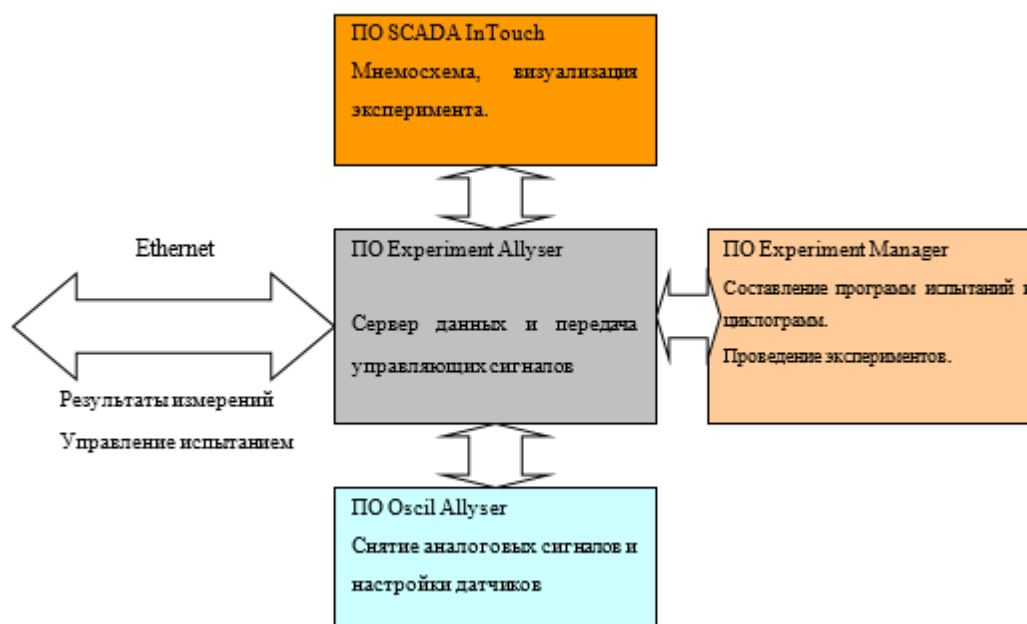 ПО SCADA InTouch
Мнемосхема, визуализация
эксперимента.
Ethernet
Результаты измерений
Управление испытанием
ПО Experiment Allyser
Сервер данных и передача
управляющих сигналов
ПО Experiment Manager
Составление программ испытаний и
циклограмм.
Проведение экспериментов.
ПО Oscil Allyser
Снятие аналоговых сигналов и
настройки датчиков